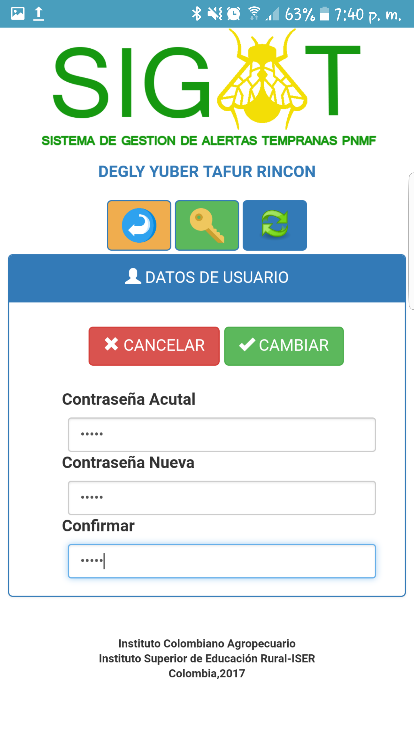 63% 7:40 p. m.
SIGAT
SISTEMA DE GESTION DE ALERTAS TEMPRANAS PNMF
DEGLY YUBER TAFUR RINCON
DATOS DE USUARIO
CANCELAR CAMBIAR
Contraseña Acutal
•••••
Contraseña Nueva
•••••
Confirmar
•••••
Instituto Colombiano Agropecuario
Instituto Superior de Educación Rural-ISER
Colombia,2017